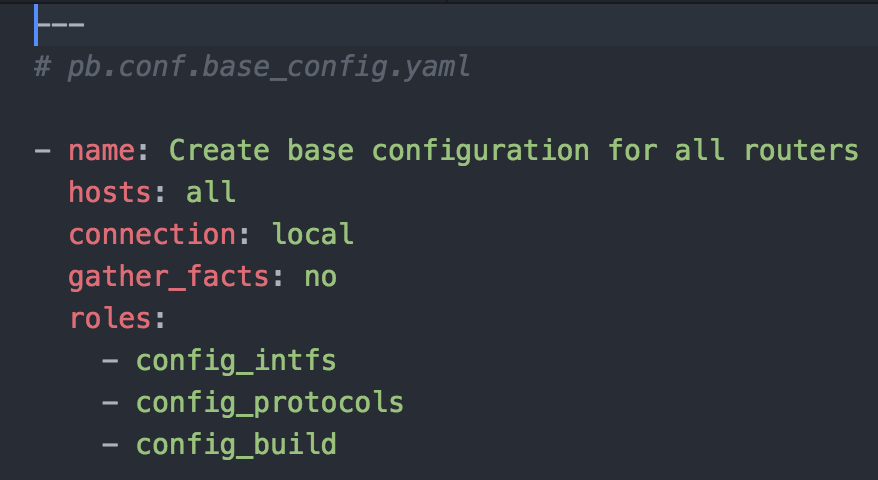 ---
# pb.conf.base_config.yaml

- name: Create base configuration for all routers
  hosts: all
  connection: local
  gather_facts: no
  roles:
    - config_intfs
    - config_protocols
    - config_build